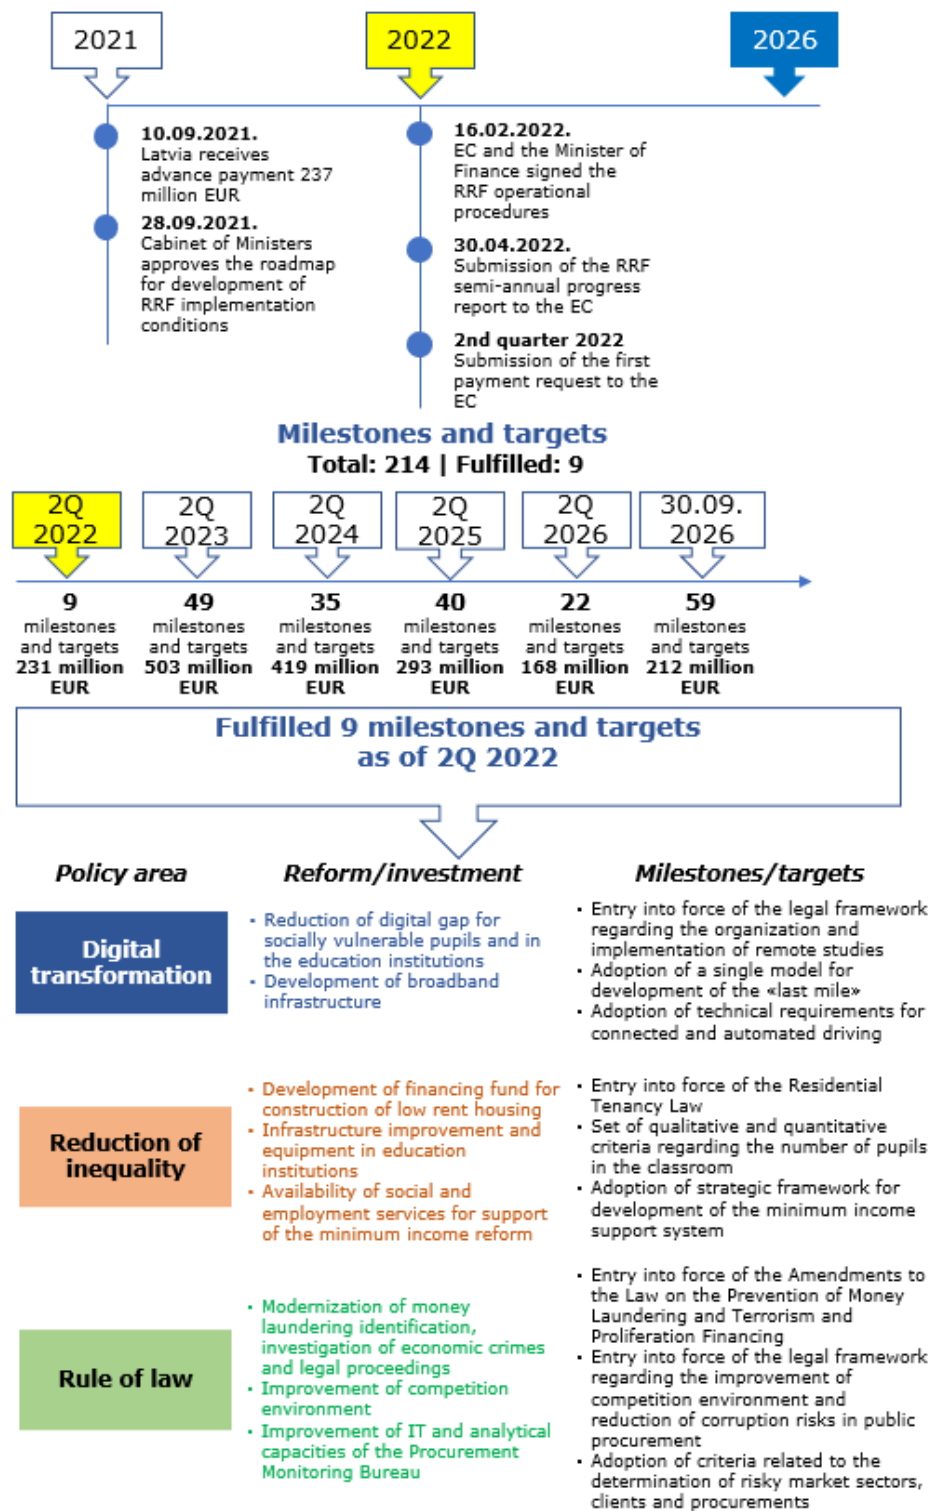 2021
2022
2026
10.09.2021.
Latvia receives
advance payment 237
million EUR
28.09.2021.
Cabinet of Ministers
approves the roadmap
for development of
RRF implementation
conditions
16.02.2022.
EC and the Minister of
Finance signed the
RRF operational
procedures
30.04.2022.
Submission of the RRF
semi-annual progress
report to the EC
2nd quarter 2022
Submission of the first
payment request to the
EC
Milestones and targets
Total: 214 | Fulfilled: 9
2Q
2022
2Q
2023
2Q
2024
2Q
2025
2Q
2026
30.09.
2026
9
milestones
and targets
231 million
EUR
49
milestones
and targets
503 million
EUR
35
milestones
and targets
419 million
EUR
40
milestones
and targets
293 million
EUR
22
milestones
and targets
168 million
EUR
59
milestones
and targets
212 million
EUR
Fulfilled 9 milestones and targets
as of 2Q 2022
Policy area
Reform/investment
Milestones/targets
Digital
transformation
• Reduction of digital gap for
socially vulnerable pupils and in
the education institutions
• Development of broadband
infrastructure
• Entry into force of the legal framework
regarding the organization and
implementation of remote studies
• Adoption of a single model for
development of the «last mile»
• Adoption of technical requirements for
connected and automated driving
Reduction of
inequality
• Development of financing fund for
construction of low rent housing
• Infrastructure improvement and
equipment in education
institutions
• Availability of social and
employment services for support
of the minimum income reform
• Entry into force of the Residential
Tenancy Law
• Set of qualitative and quantitative
criteria regarding the number of pupils
in the classroom
• Adoption of strategic framework for
development of the minimum income
support system
Rule of law
• Modernization of money
laundering identification,
investigation of economic crimes
and legal proceedings
• Improvement of competition
environment
• Improvement of IT and analytical
capacities of the Procurement
Monitoring Bureau
• Entry into force of the Amendments to
the Law on the Prevention of Money
Laundering and Terrorism and
Proliferation Financing
• Entry into force of the legal framework
regarding the improvement of
competition environment and
reduction of corruption risks in public
procurement
• Adoption of criteria related to the
determination of risky market sectors,
clients and procurements